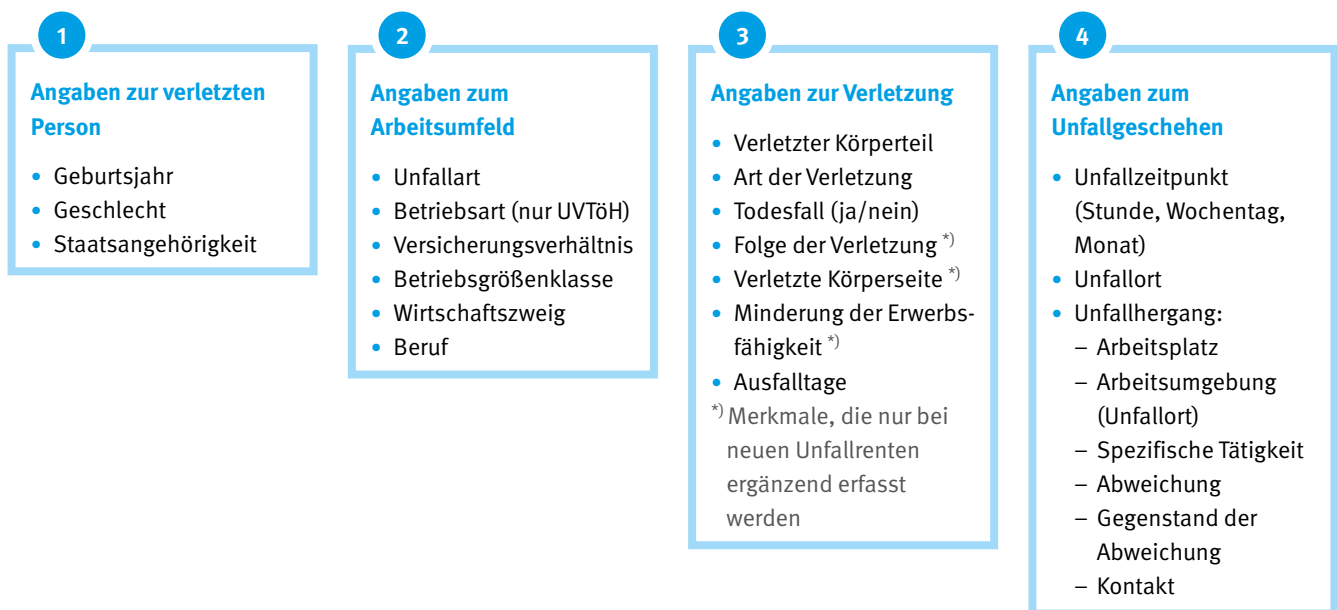 1
Angaben zur verletzten
Person
• Geburtsjahr
• Geschlecht
• Staatsangehörigkeit
2
Angaben zum
Arbeitsumfeld
• Unfallart
• Betriebsart (nur UVTöH)
• Versicherungsverhältnis
• Betriebsgrößenklasse
• Wirtschaftszweig
• Beruf
3
Angaben zur Verletzung
• Verletzter Körperteil
• Art der Verletzung
• Todesfall (ja/nein)
• Folge der Verletzung *)
• Verletzte Körperseite *)
• Minderung der Erwerbs-
fähigkeit *)
• Ausfalltage
*) Merkmale, die nur bei
neuen Unfallrenten
ergänzend erfasst
werden
4
Angaben zum
Unfallgeschehen
• Unfallzeitpunkt
(Stunde, Wochentag,
Monat)
• Unfallort
• Unfallhergang:
– Arbeitsplatz
– Arbeitsumgebung
(Unfallort)
– Spezifische Tätigkeit
– Abweichung
– Gegenstand der
Abweichung
– Kontakt